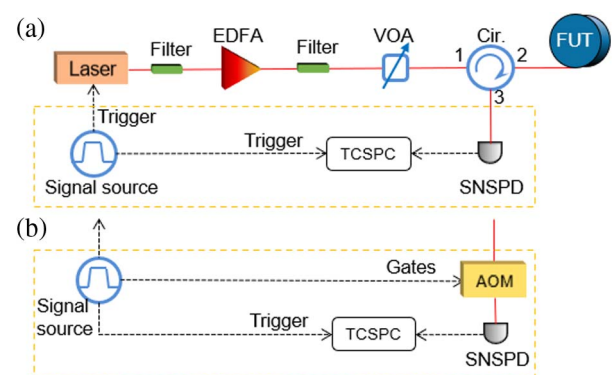 (a)
Filter
EDFA
Filter
VOA
Cir.
FUT
Laser
1
2
3
Trigger
Trigger
TCSPC
Signal source
SNSPD
(b)
Gates
AOM
Signal
source
Trigger
TCSPC
SNSPD